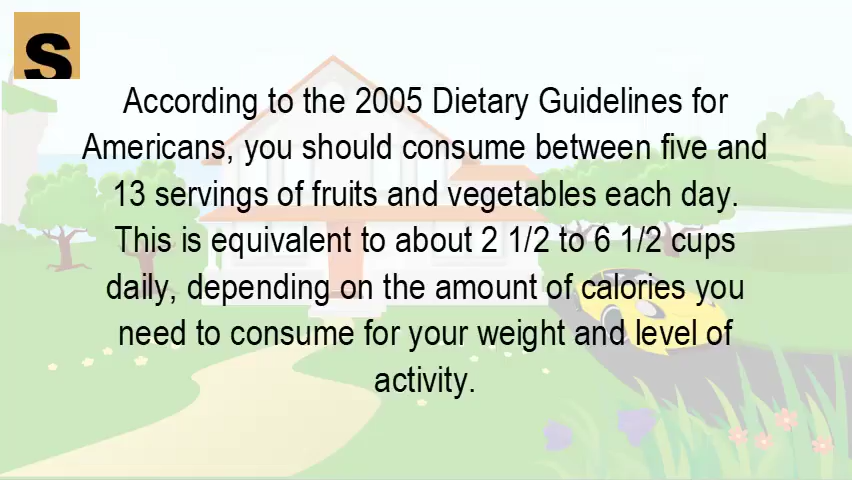 S
According to the 2005 Dietary Guidelines for
Americans, you should consume between five and
13 servings of fruits and vegetables each day.
This is equivalent to about 2 1/2 to 6 1/2 cups
daily, depending on the amount of calories you
need to consume for your weight and level of
activity.